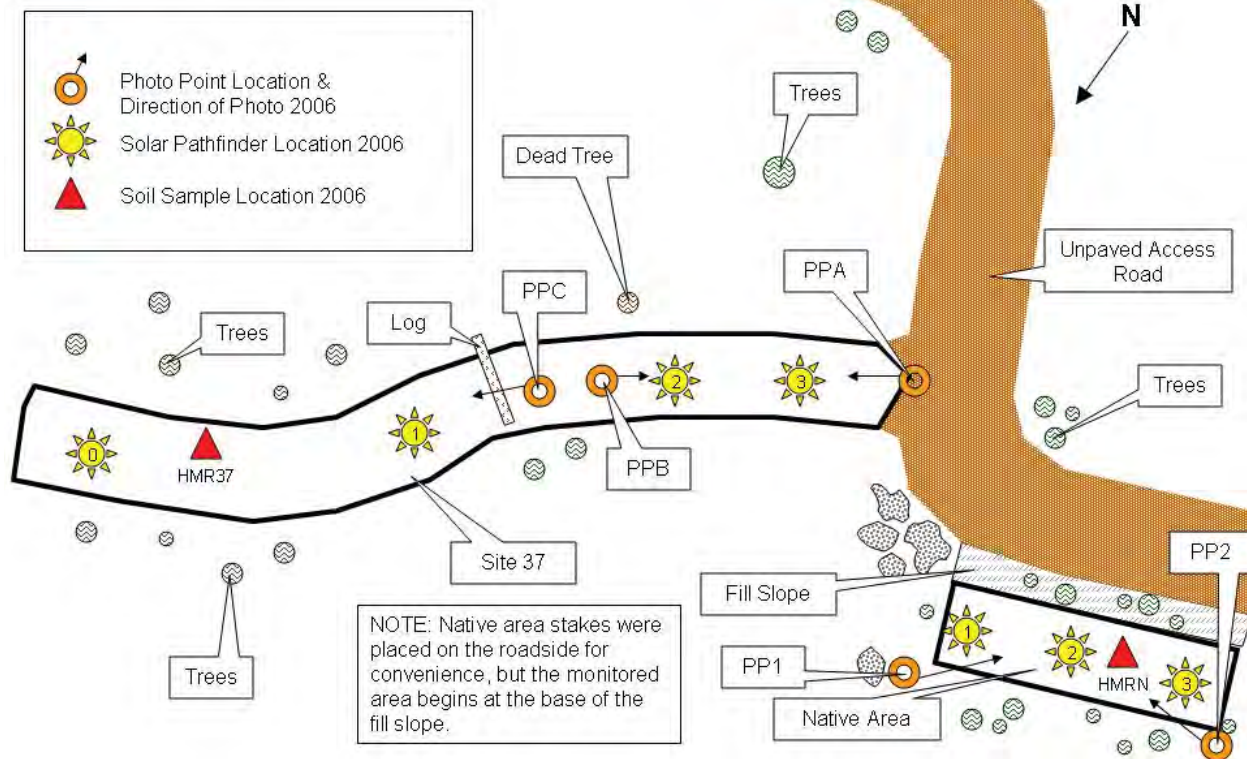 N
Photo Point Location &
Direction of Photo 2006
Solar Pathfinder Location 2006
Soil Sample Location 2006
Trees
Dead Tree
Unpaved Access
Road
PPA
PPC
Log
Trees
2
3
Trees
1
0
HMR37
PPB
Site 37
PP2
Fill Slope
NOTE: Native area stakes were
placed on the roadside for
convenience, but the monitored
area begins at the base of the
fill slope.
1
2
PP1
HMRN
3
Trees
Native Area